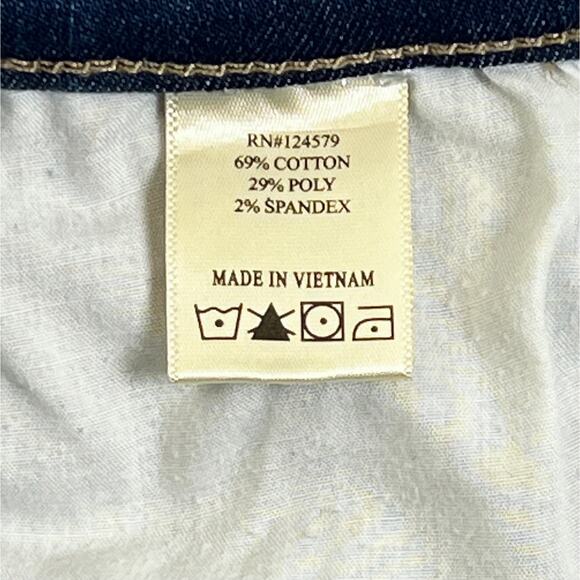 RN#124579
69% COTTON
29% POLY
2% SPANDEX
MADE IN VIETNAM